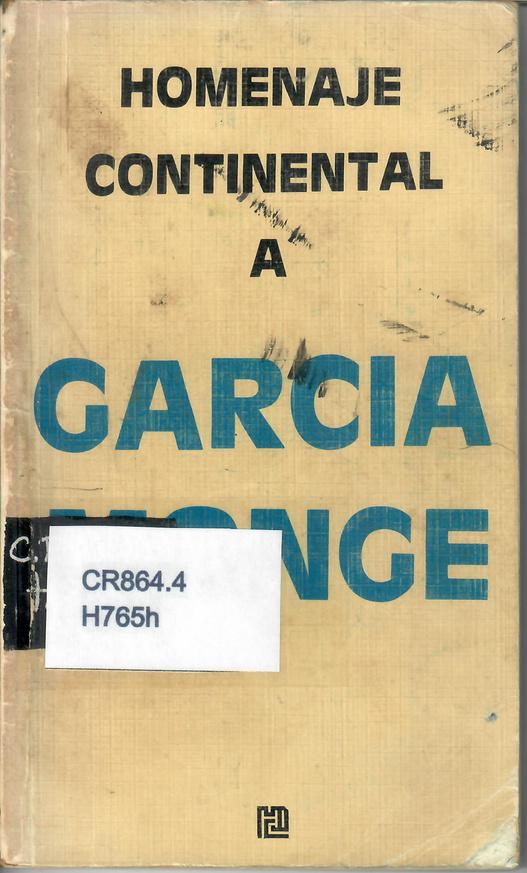 HOMENAJE
CONTINENTAL
A
GARCIA
MONGE
CR864.4
H765h